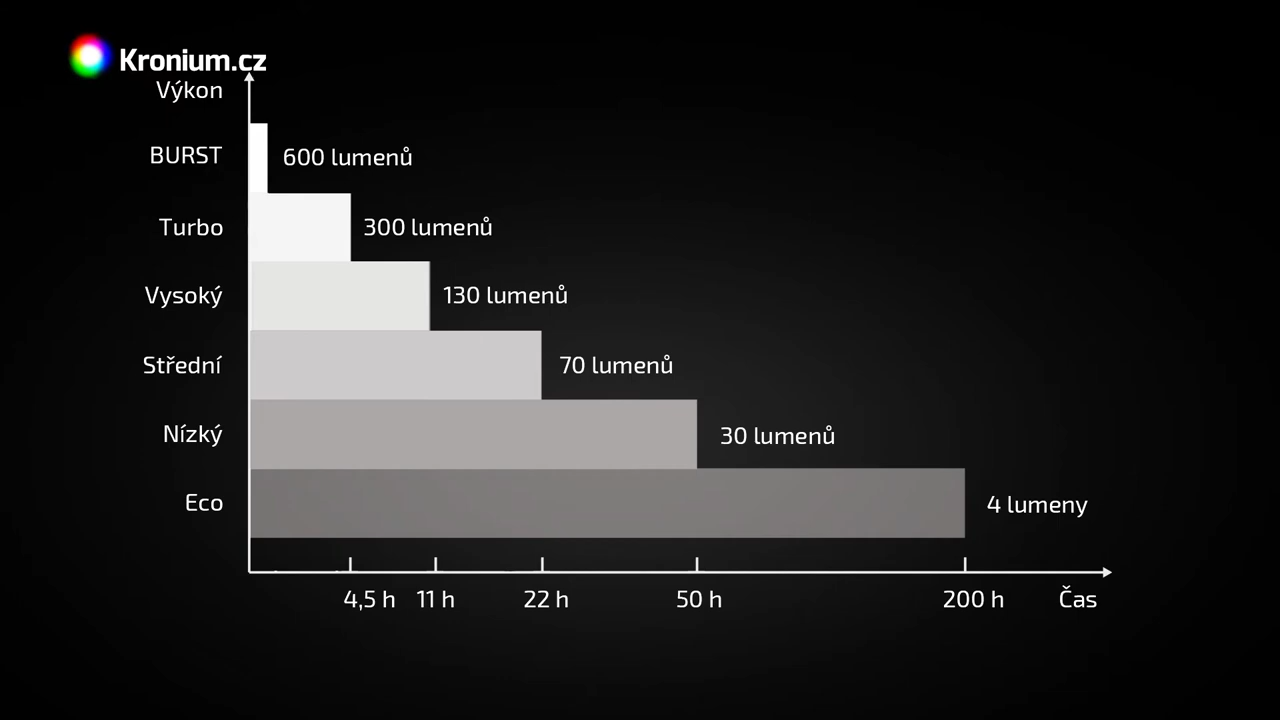 Kronium.cz
Výkon
BURST 600 lumenů
Turbo 300 lumenů
Vysoký 130 lumenů
Střední 70 lumenů
Nízký 30 lumenů
Eco 4 lumeny
4,5 h 11 h 22 h 50 h 200 h Čas